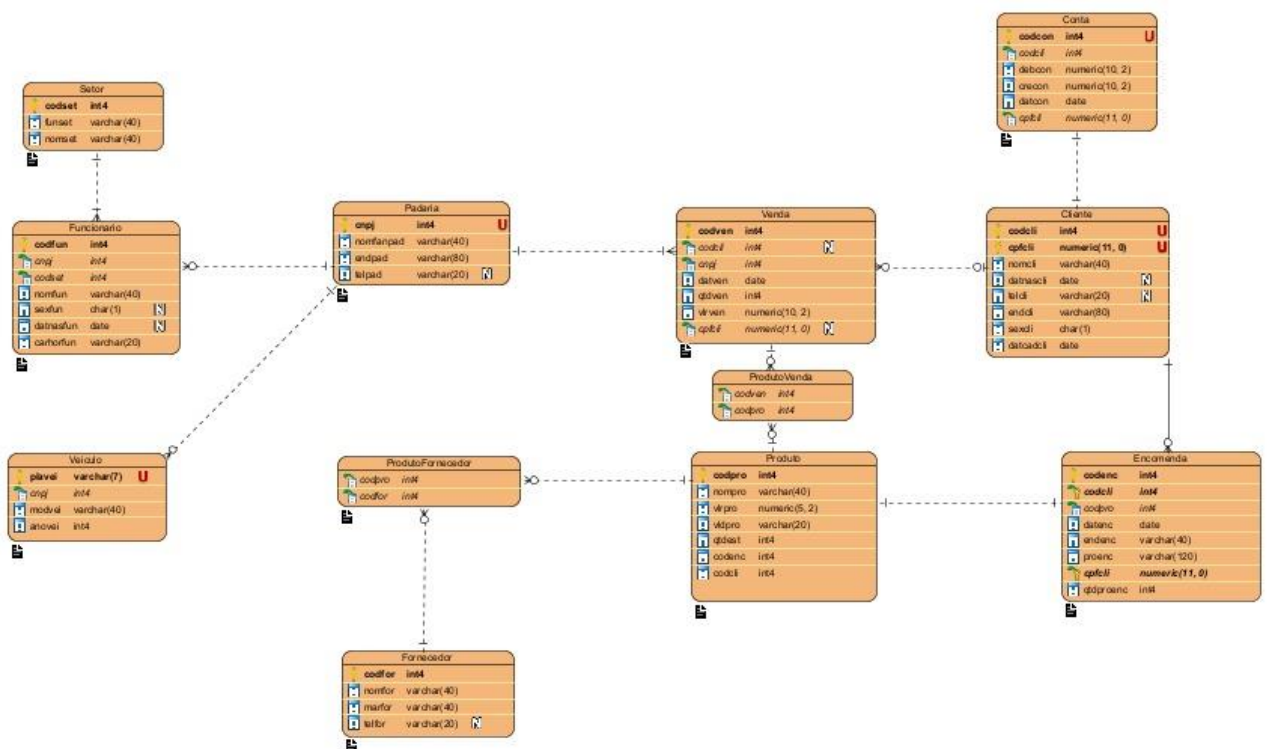 Conta
codcon int4 U
codcli int4
debcon numeric(10, 2)
crecon numeric(10, 2)
datcon date
cpfcli numeric(11, 0)
Setor
codset int4
funset varchar(40)
nomset varchar(40)
Funcionario
codfun int4
cnpj int4
codset int4
nomfun varchar(40)
sexfun char(1) N
datnasfun date N
carhorfun varchar(20)
Padaria
cnpj int4 U
nomfanpad varchar(40)
endpad varchar(80)
telpad varchar(20) N
Venda
codven int4
codcli int4 N
cnpj int4
datven date
qtdven int4
vlrven numeric(10, 2)
cpfcli numeric(11, 0) N
Cliente
codcli int4 U
cpfcli numeric(11, 0) U
nomcli varchar(40)
datnascli date N
telcli varchar(20) N
endcli varchar(80)
sexcli char(1)
datcadcli date
ProdutoVenda
codven int4
codpro int4
Veiculo
plavei varchar(7) U
cnpj int4
modvei varchar(40)
anovei int4
ProdutoFornecedor
codpro int4
codfor int4
Produto
codpro int4
nompro varchar(40)
vlrpro numeric(5, 2)
vldpro varchar(20)
qtdest int4
codenc int4
codcli int4
Encomenda
codenc int4
codcli int4
codpro int4
datenc date
endenc varchar(40)
proenc varchar(120)
cpfcli numeric(11, 0)
qtdproenc int4
Fornecedor
codfor int4
nomfor varchar(40)
marfor varchar(40)
telfor varchar(20) N